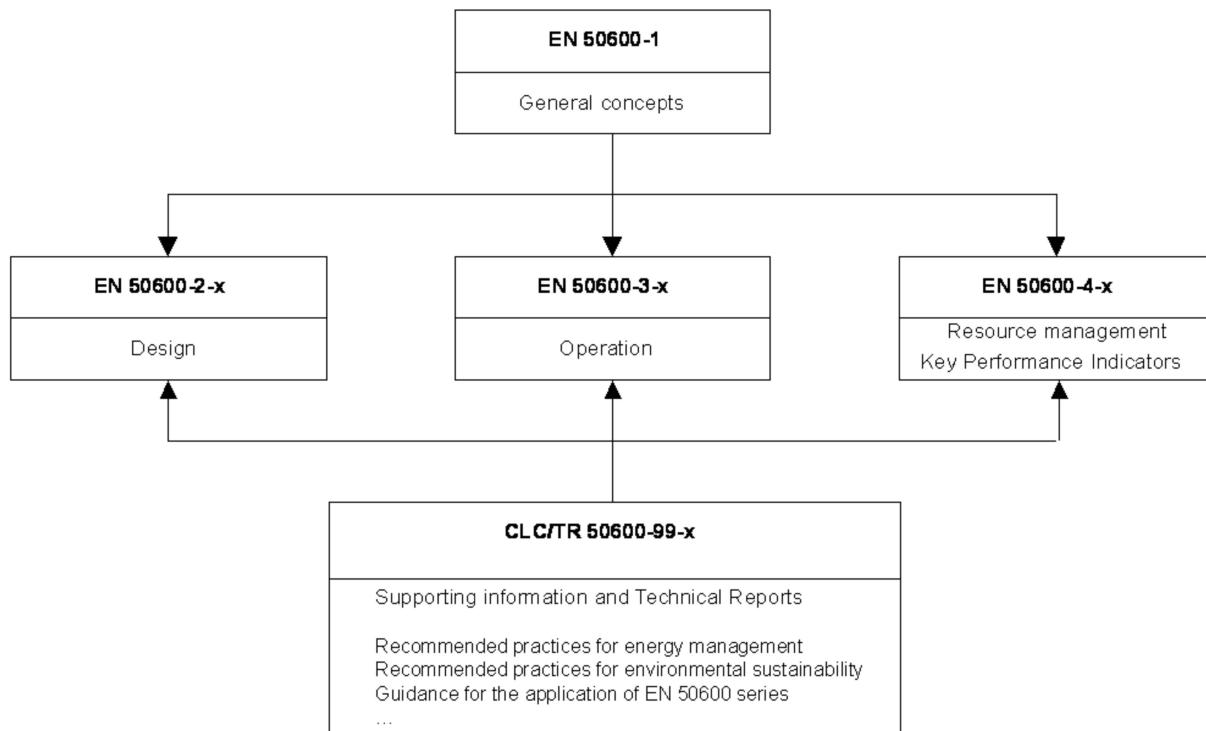 EN 50600-1
General concepts
EN 50600-2-x
Design
EN 50600-3-x
Operation
EN 50600-4-x
Resource management
Key Performance Indicators
CLC/TR 50600-99-x
Supporting information and Technical Reports
Recommended practices for energy management
Recommended practices for environmental sustainability
Guidance for the application of EN 50600 series
...